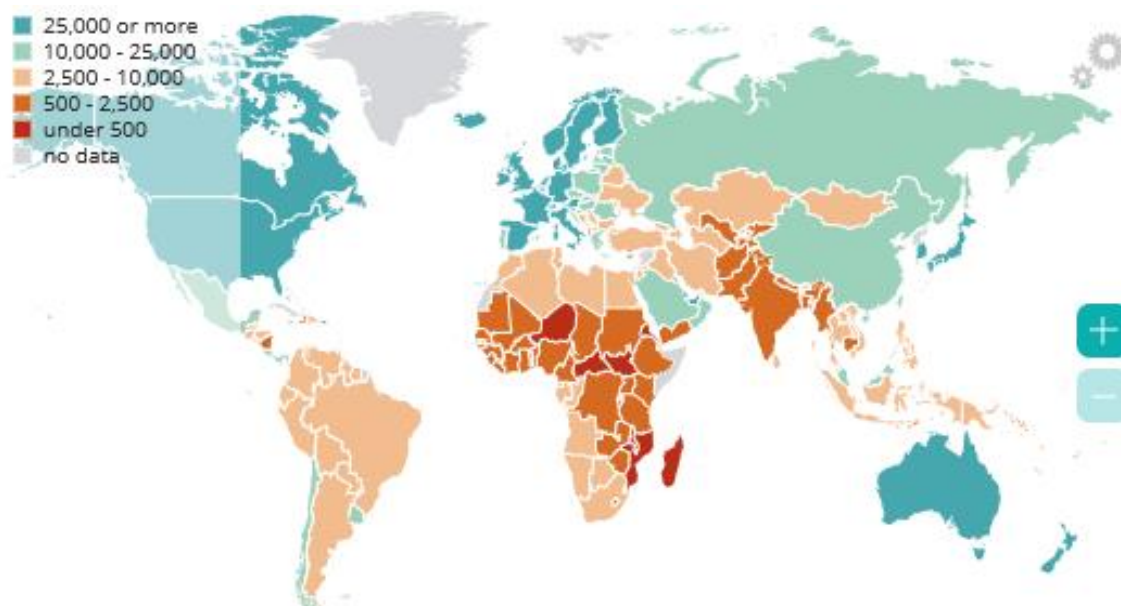 25,000 or more
10,000 - 25,000
2,500 - 10,000
500 - 2,500
under 500
no data
+
−